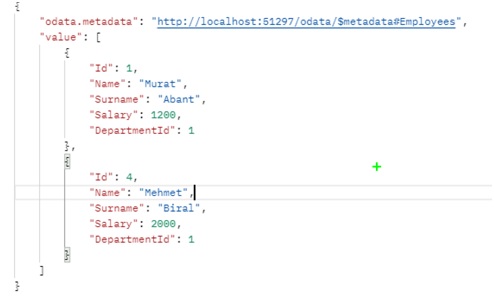 {
"odata.metadata": "http://localhost:51297/odata/$metadata#Employees",
"value": [
{
"Id": 1,
"Name": "Murat",
"Surname": "Abant",
"Salary": 1200,
"DepartmentId": 1
},
{
"Id": 4,
"Name": "Mehmet",
"Surname": "Biral",
"Salary": 2000,
"DepartmentId": 1
}
]
}